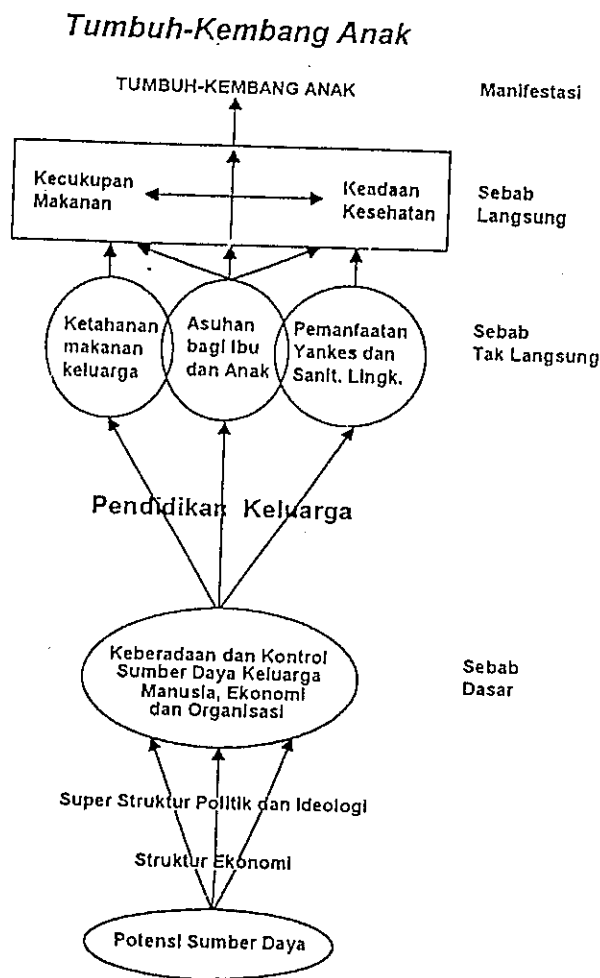 Tumbuh-Kembang Anak
TUMBUH-KEMBANG ANAK
Manifestasi
Kecukupan
Makanan
Keadaan
Kesehatan
Sebab
Langsung
Ketahanan
makanan
keluarga
Asuhan
bagi Ibu
dan Anak
Pemanfaatan
Yankes dan
Sanit. Lingk.
Sebab
Tak Langsung
Pendidikan Keluarga
Keberadaan dan Kontrol
Sumber Daya Keluarga
Manusia, Ekonomi
dan Organisasi
Sebab
Dasar
Super Struktur Politik dan Ideologi
Struktur Ekonomi
Potensi Sumber Daya